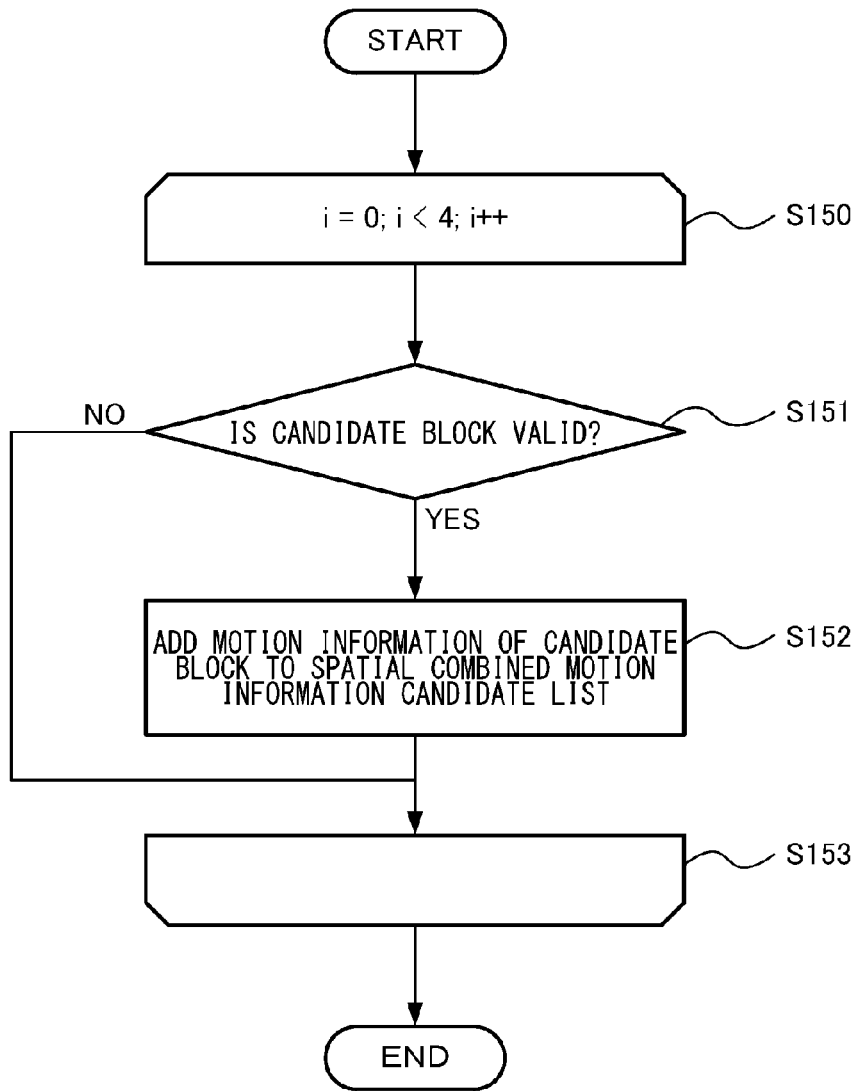 START
i = 0; i < 4; i++
S150
NO
IS CANDIDATE BLOCK VALID?
S151
YES
ADD MOTION INFORMATION OF CANDIDATE
BLOCK TO SPATIAL COMBINED MOTION
INFORMATION CANDIDATE LIST
S152
S153
END